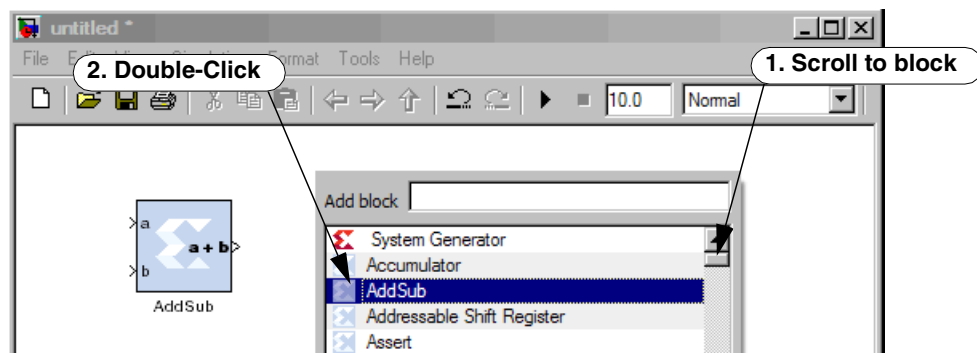 untitled *
File Format Tools Help
2. Double-Click
1. Scroll to block
10.0 Normal
Add block
System Generator
Accumulator
AddSub
Addressable Shift Register
Assert
a
a + b
b
AddSub